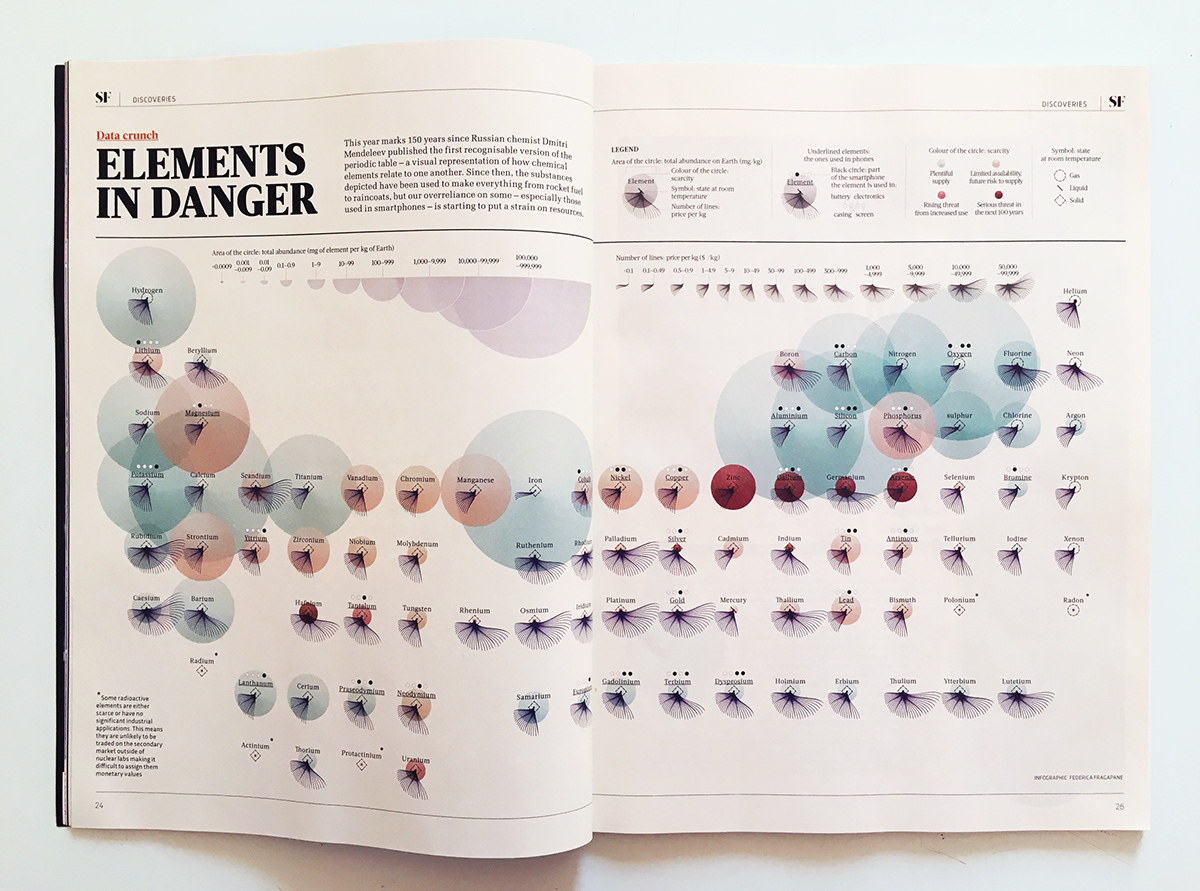 SF
DISCOVERIES
DISCOVERIES
SF
Data crunch
ELEMENTS
IN DANGER
This year marks 150 years since Russian chemist Dmitri
Mendeleev published the first recognisable version of the
periodic table – a visual representation of how chemical
elements relate to one another. Since then, the substances
depicted have been used to make everything from rocket fuel
to raincoats, but our overreliance on some – especially those
used in smartphones – is starting to put a strain on resources.
LEGEND
Area of the circle: total abundance on Earth (mg/kg)
Element
Colour of the circle:
scarcity
Symbol: state at room
temperature
Number of lines:
price per kg
Underlined elements:
the ones used in phones
Element
Black circle: part
of the smartphone
the element is used in:
battery electronics
casing screen
Colour of the circle: scarcity
Plentiful
supply
Limited availability,
future risk to supply
Rising threat
from increased use
Serious threat in
the next 100 years
Symbol: state
at room temperature
Gas
Liquid
Solid
Area of the circle: total abundance (mg of element per kg of Earth)
-0.0009
0.001
-0.009
0.01
-0.09
0.1–0.9
1–9
10–99
100–999
1,000–9,999
10,000–99,999
100,000
–999,999
Number of lines: price per kg ($ /kg)
-0.1
0.1–0.49
0.5–0.9
1–4.9
5–9
10–49
50–99
100–499
500–999
1,000
–4,999
5,000
–9,999
10,000
–49,999
50,000
–99,999
Hydrogen
Helium
Lithium
Beryllium
Boron
Carbon
Nitrogen
Oxygen
Fluorine
Neon
Sodium
Magnesium
Aluminium
Silicon
Phosphorus
sulphur
Chlorine
Argon
Potassium
Calcium
Scandium
Titanium
Vanadium
Chromium
Manganese
Iron
Cobalt
Nickel
Copper
Zinc
Gallium
Germanium
Arsenic
Selenium
Bromine
Krypton
Rubidium
Strontium
Yttrium
Zirconium
Niobium
Molybdenum
Ruthenium
Palladium
Silver
Cadmium
Indium
Tin
Antimony
Tellurium
Iodine
Xenon
Caesium
Barium
Hafnium
Tantalum
Tungsten
Rhenium
Osmium
Platinum
Gold
Mercury
Thallium
Lead
Bismuth
Polonium*
Radon*
Radium*
Lanthanum
Cerium
Praseodymium
Neodymium
Samarium
Gadolinium
Terbium
Dysprosium
Holmium
Erbium
Thulium
Ytterbium
Lutetium
Actinium*
Thorium
Protactinium*
Uranium
*Some radioactive
elements are either
scarce or have no
significant industrial
applications. This means
they are unlikely to be
traded on the secondary
market outside of
nuclear labs making it
difficult to assign them
monetary values
INFOGRAPHIC FEDERICA FRAGAPANE
24
25